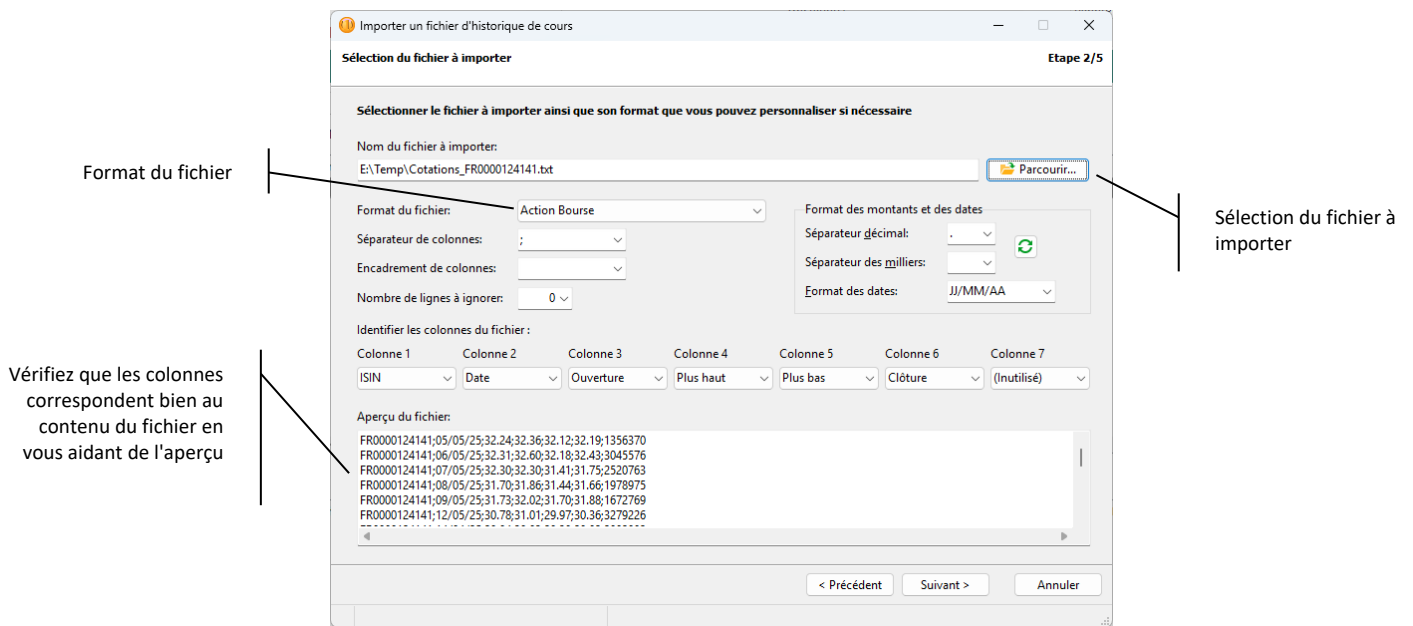 Importer un fichier d'historique de cours
Sélection du fichier à importer
Etape 2/5
Sélectionner le fichier à importer ainsi que son format que vous pouvez personnaliser si nécessaire
Nom du fichier à importer:
E:\Temp\Cotations_FR0000124141.txt
Parcourir...
Format du fichier
Format du fichier:
Action Bourse
Séparateur de colonnes:
;
Encadrement de colonnes:
Nombre de lignes à ignorer:
0
Format des montants et des dates
Séparateur décimal:
.
Séparateur des milliers:
Format des dates:
JJ/MM/AA
Sélection du fichier à
importer
Identifier les colonnes du fichier :
Colonne 1 Colonne 2 Colonne 3 Colonne 4 Colonne 5 Colonne 6 Colonne 7
ISIN Date Ouverture Plus haut Plus bas Clôture (Inutilisé)
Vérifiez que les colonnes
correspondent bien au
contenu du fichier en
vous aidant de l'aperçu
Aperçu du fichier:
FR0000124141;05/05/25;32.24;32.36;32.12;32.19;1356370
FR0000124141;06/05/25;32.31;32.60;32.18;32.43;3045576
FR0000124141;07/05/25;32.30;32.30;31.41;31.75;2520763
FR0000124141;08/05/25;31.70;31.86;31.44;31.66;1978975
FR0000124141;09/05/25;31.73;32.02;31.70;31.88;1672769
FR0000124141;12/05/25;30.78;31.01;29.97;30.36;3279226
< Précédent
Suivant >
Annuler